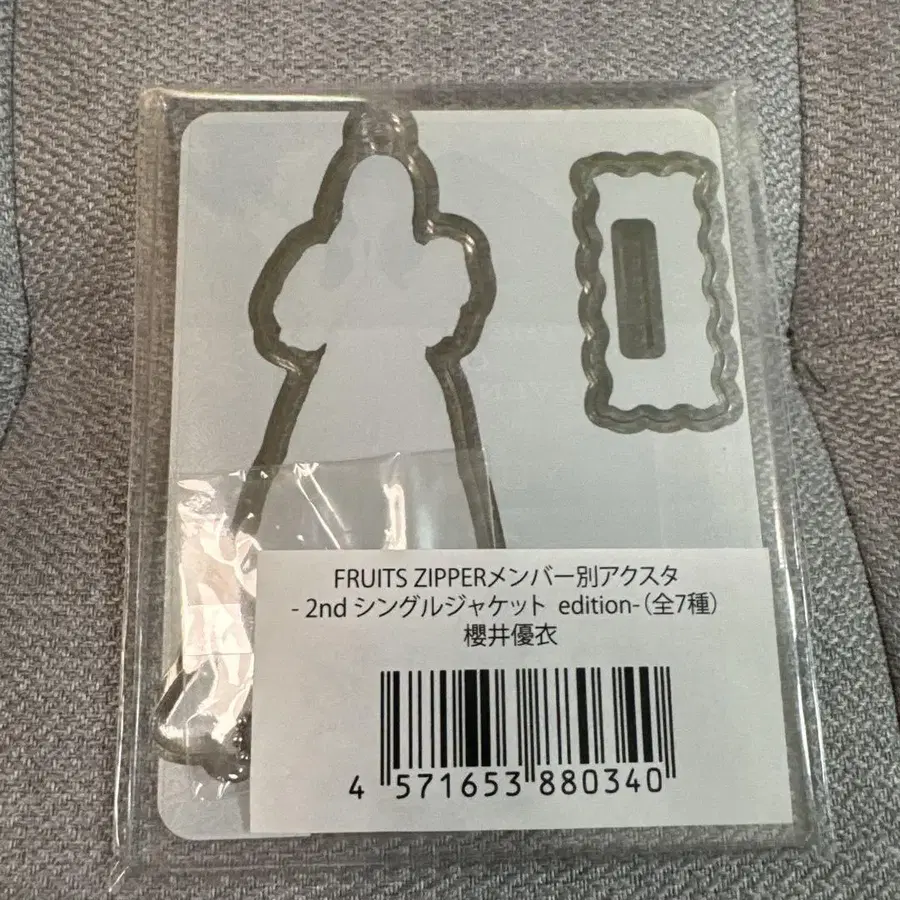 FRUITS ZIPPERメンバー別アクスタ
- 2nd シングルジャケット edition-（全7種）
櫻井優衣
4 571653 880340